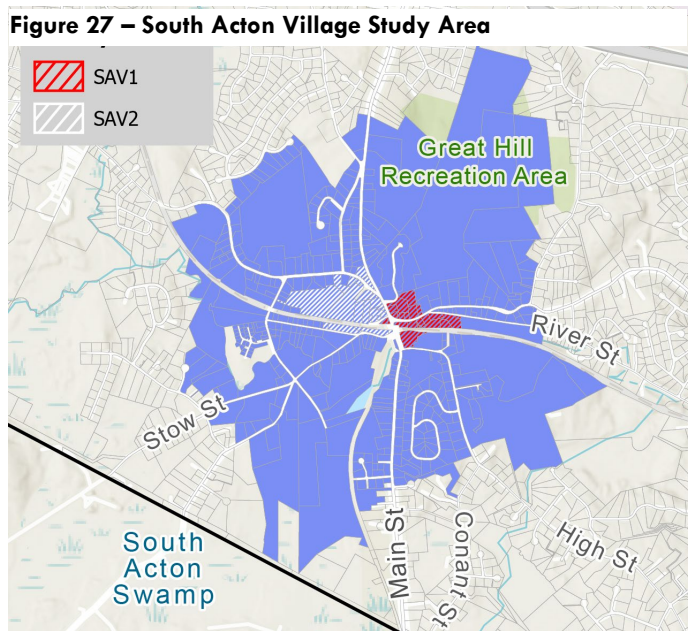 Figure 27 – South Acton Village Study Area
SAV1
SAV2
Great Hill
Recreation Area
River St
Stow St
South
Acton
Swamp
Main St
Conant St
High St